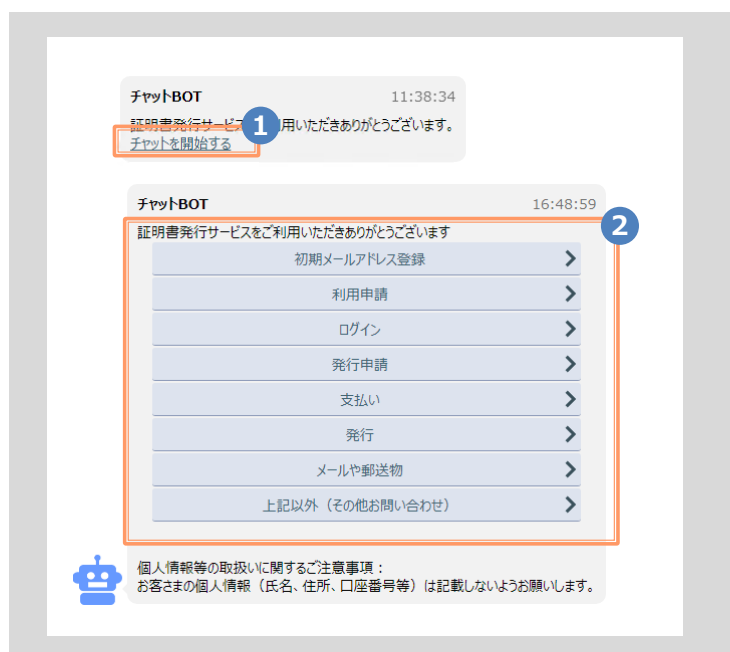 チャットBOT 11:38:34
証明書発行サービス 用いただきありがとうございます。
1
チャットを開始する
チャットBOT 16:48:59
2
証明書発行サービスをご利用いただきありがとうございます
初期メールアドレス登録
利用申請
ログイン
発行申請
支払い
発行
メールや郵送物
上記以外（その他お問い合わせ）
個人情報等の取扱いに関するご注意事項：
お客さまの個人情報（氏名、住所、口座番号等）は記載しないようお願いします。